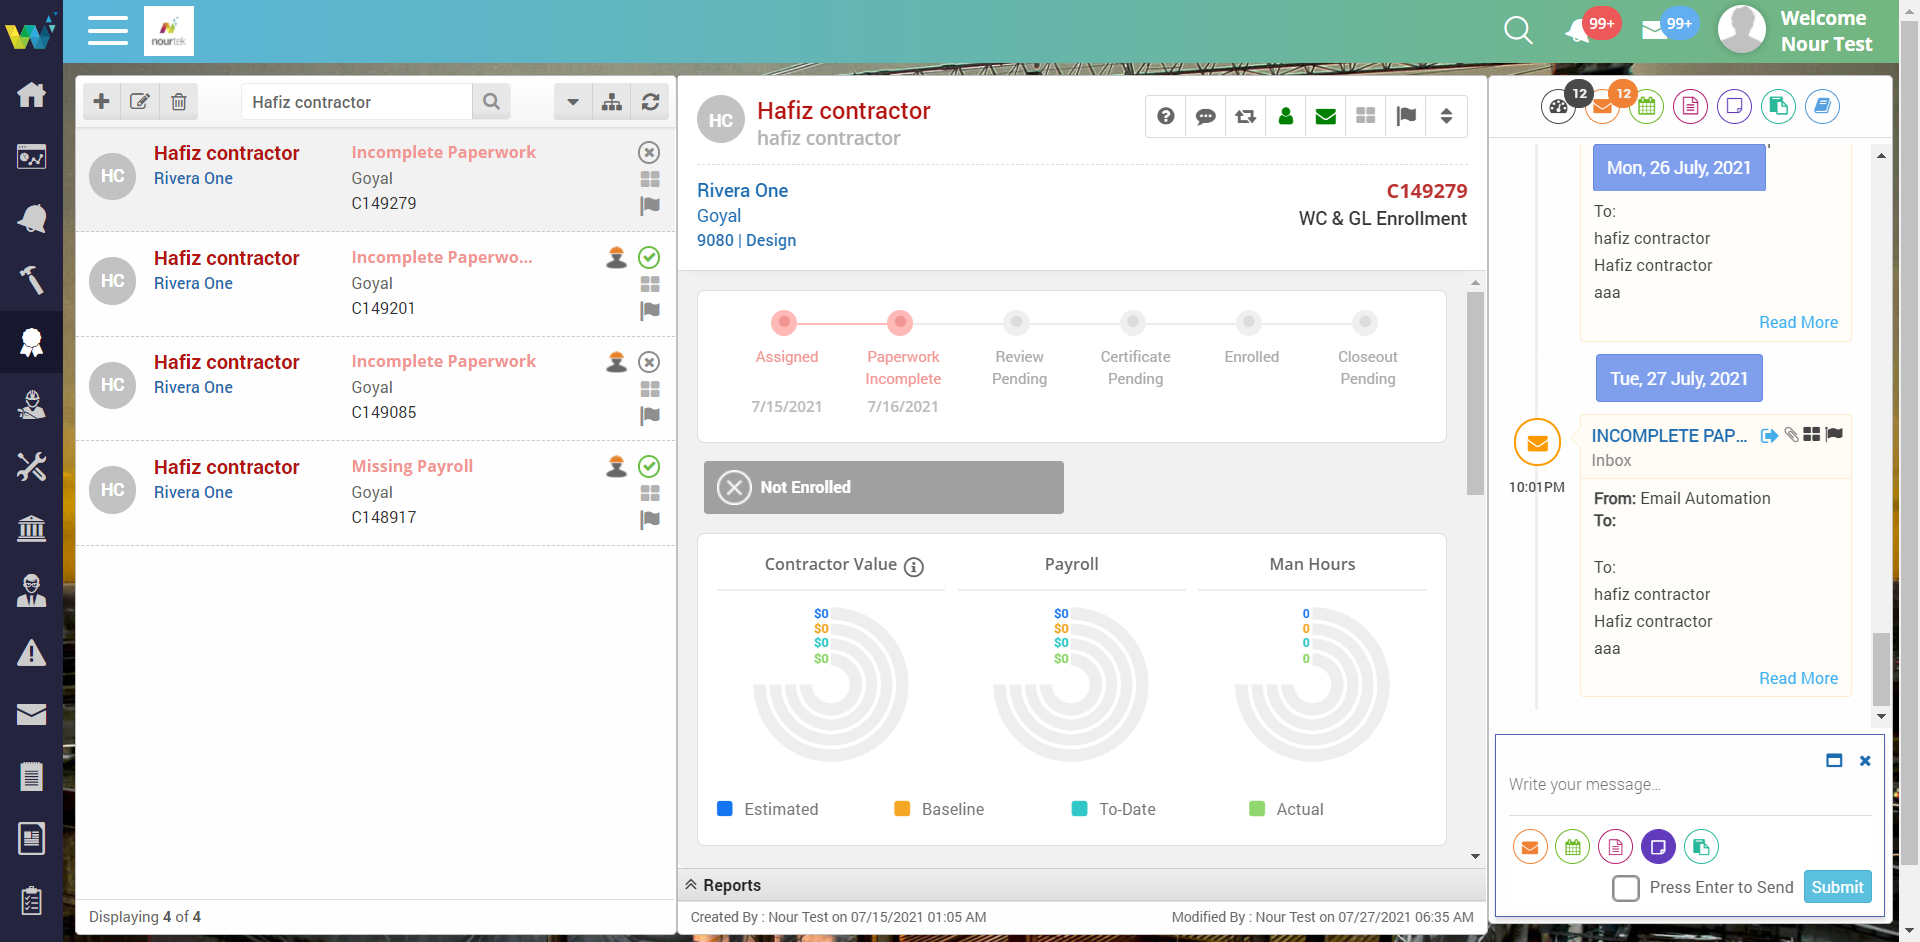 nourtek
99+
99+
Welcome
Nour Test
Hafiz contractor
HC
Hafiz contractor
Incomplete Paperwork
Rivera One
Goyal
C149279
HC
Hafiz contractor
Incomplete Paperwo...
Rivera One
Goyal
C149201
HC
Hafiz contractor
Incomplete Paperwork
Rivera One
Goyal
C149085
HC
Hafiz contractor
Missing Payroll
Rivera One
Goyal
C148917
Displaying 4 of 4
HC
Hafiz contractor
hafiz contractor
Rivera One
C149279
Goyal
WC & GL Enrollment
9080 | Design
Assigned
7/15/2021
Paperwork
Incomplete
7/16/2021
Review
Pending
Certificate
Pending
Enrolled
Closeout
Pending
Not Enrolled
Contractor Value
$0
$0
$0
$0
Payroll
$0
$0
$0
$0
Man Hours
0
0
0
0
Estimated
Baseline
To-Date
Actual
Reports
Created By : Nour Test on 07/15/2021 01:05 AM
Modified By : Nour Test on 07/27/2021 06:35 AM
12
12
Mon, 26 July, 2021
To:
hafiz contractor
Hafiz contractor
aaa
Read More
Tue, 27 July, 2021
10:01PM
INCOMPLETE PAP...
Inbox
From: Email Automation
To:
To:
hafiz contractor
Hafiz contractor
aaa
Read More
Write your message...
Press Enter to Send
Submit